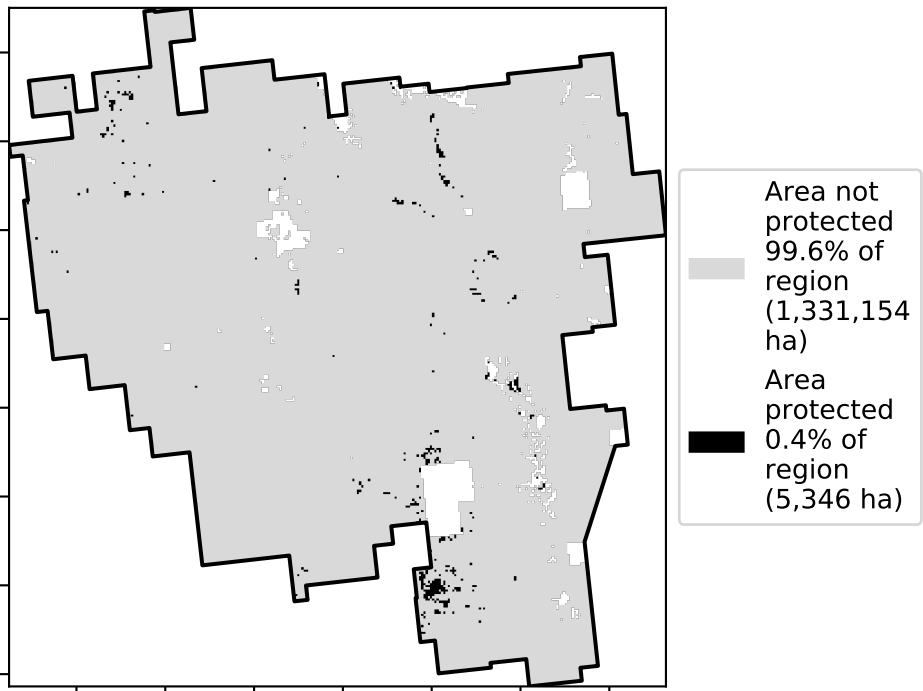 Area not
protected
99.6% of
region
(1,331,154
ha)
Area
protected
0.4% of
region
(5,346 ha)